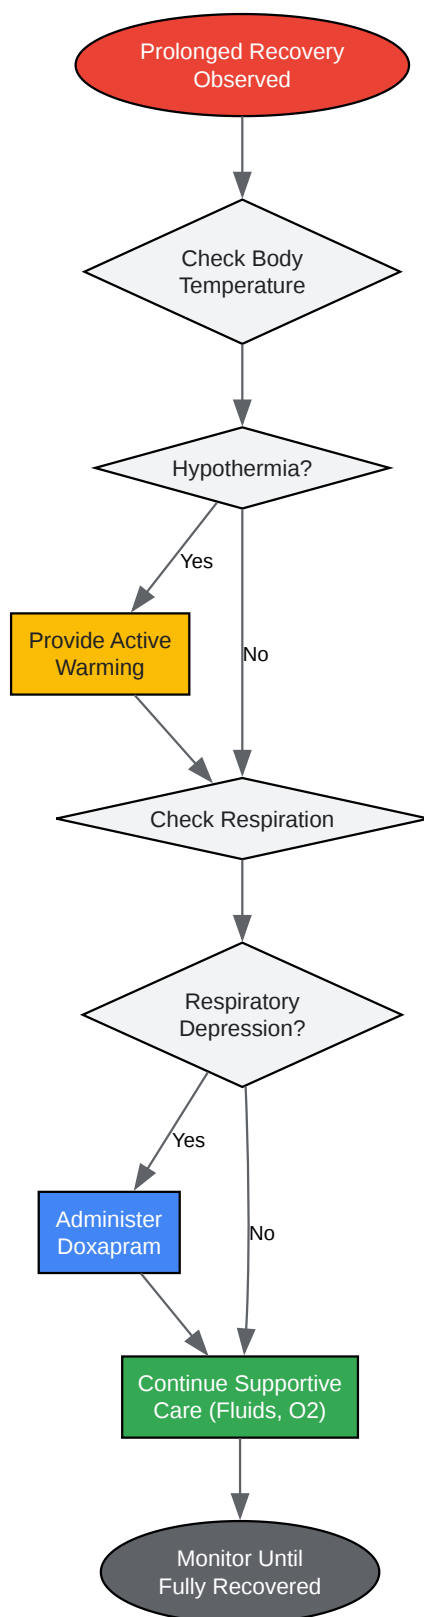 Prolonged Recovery
Observed
Check Body
Temperature
Hypothermia?
Yes
Provide Active
Warming
No
Check Respiration
Respiratory
Depression?
Yes
Administer
Doxapram
No
Continue Supportive
Care (Fluids, O2)
Monitor Until
Fully Recovered